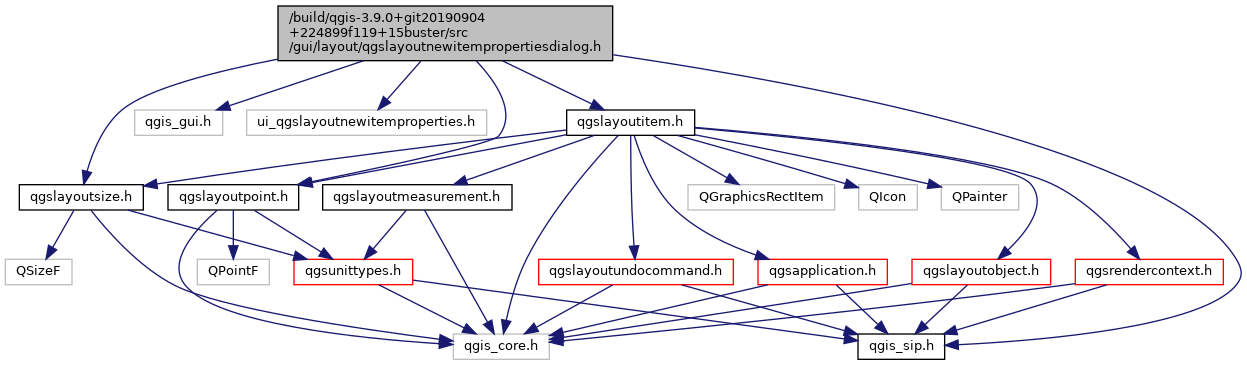 /build/qgis-3.9.0+git20190904
+224899f119+15buster/src
/gui/layout/qgslayoutnewitempropertiesdialog.h
qgis_gui.h
ui_qgslayoutnewitemproperties.h
qgslayoutitem.h
qgslayoutsize.h
qgslayoutpoint.h
qgslayoutmeasurement.h
QGraphicsRectItem
QIcon
QPainter
QSizeF
QPointF
qgsunittypes.h
qgslayoutundocommand.h
qgsapplication.h
qgslayoutobject.h
qgsrendercontext.h
qgis_core.h
qgis_sip.h